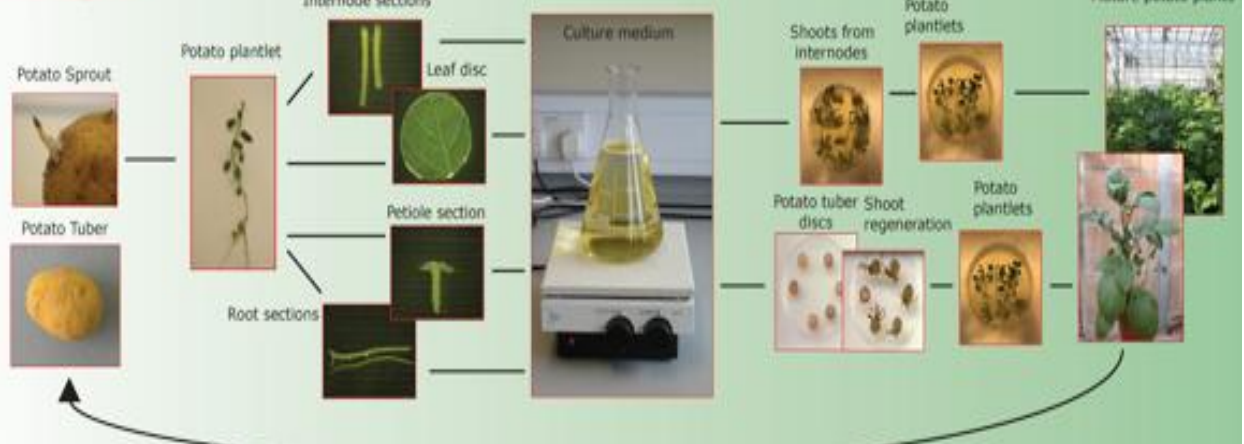 Internode sections
Potato plantlet
Potato Sprout
Leaf disc
Petiole section
Potato Tuber
Root sections
Culture medium
Shoots from
internodes
Potato
plantlets
Potato tuber
discs
Shoot
regeneration
Potato
plantlets